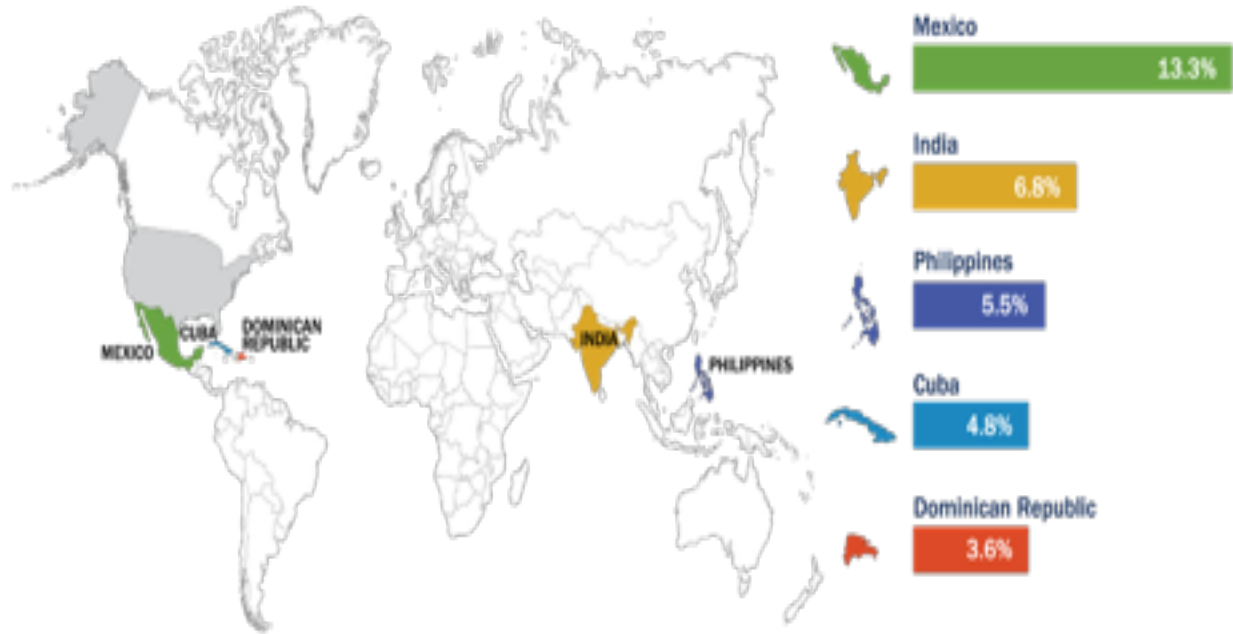 Mexico
13.3%
India
6.8%
Philippines
5.5%
Cuba
4.8%
Dominican Republic
3.6%
MEXICO
CUBA
DOMINICAN
REPUBLIC
INDIA
PHILIPPINES